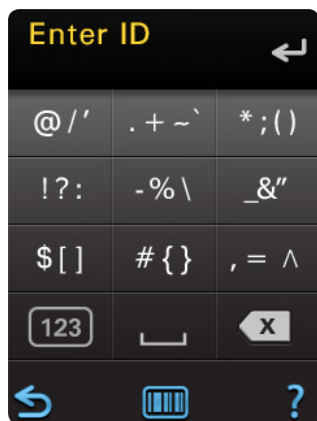 Enter ID
@/' .+~` *;()
!?: -%\ _&"
$[] #{} ,= ^
123 x
?